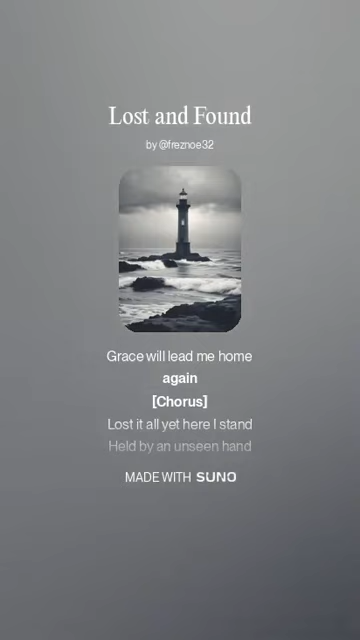 Lost and Found
by @freznoe32
Grace will lead me home
again
[Chorus]
Lost it all yet here I stand
Held by an unseen hand
MADE WITH SUNO